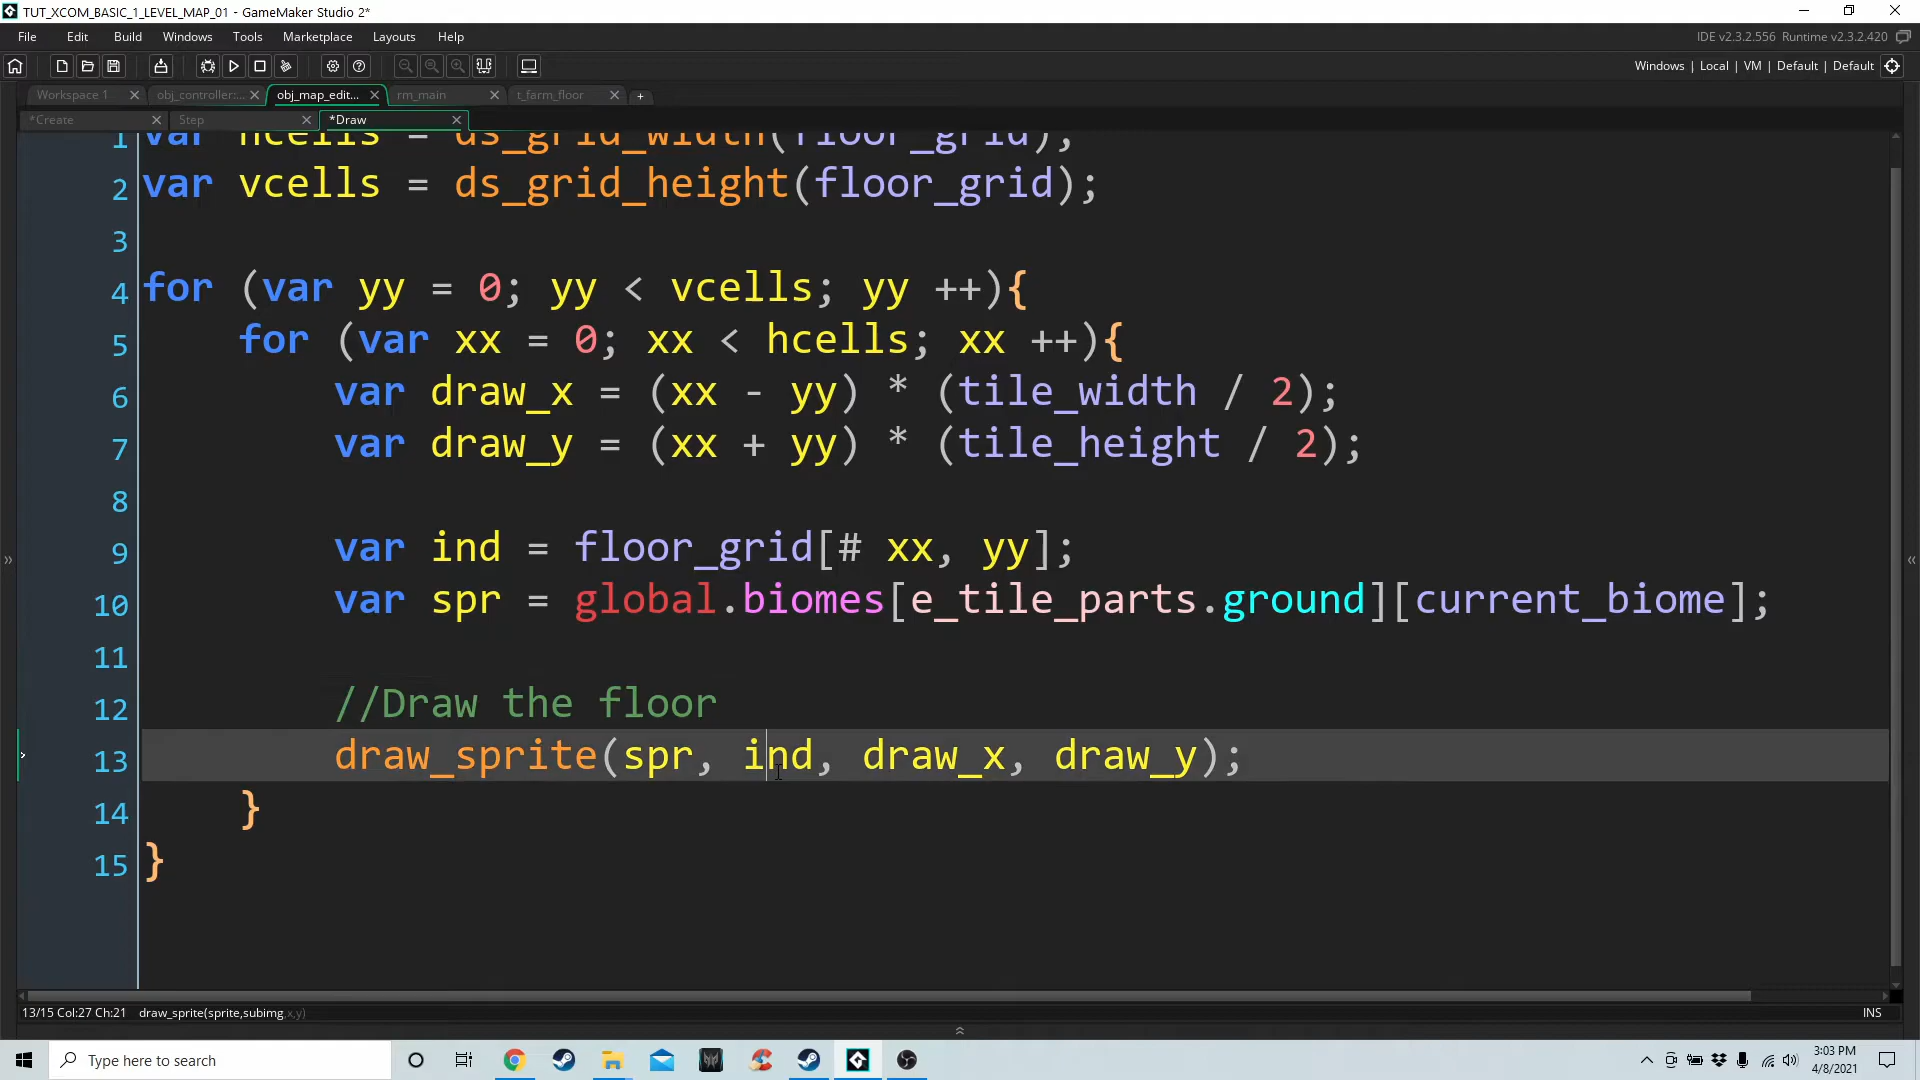 TUT_XCOM_BASIC_1_LEVEL_MAP_01 - GameMaker Studio 2*
File Edit Build Windows Tools Marketplace Layouts Help
IDE v2.3.2.556 Runtime v2.3.2.420
Windows | Local | VM | Default | Default
Workspace 1 obj_controller:... obj_map_edit... rm_main t_farm_floor
*Create Step *Draw
1 var hcells = ds_grid_width(floor_grid);
2 var vcells = ds_grid_height(floor_grid);
3
4 for (var yy = 0; yy < vcells; yy ++){
5 for (var xx = 0; xx < hcells; xx ++){
6 var draw_x = (xx - yy) * (tile_width / 2);
7 var draw_y = (xx + yy) * (tile_height / 2);
8
9 var ind = floor_grid[# xx, yy];
10 var spr = global.biomes[e_tile_parts.ground][current_biome];
11
12 //Draw the floor
13 draw_sprite(spr, ind, draw_x, draw_y);
14 }
15 }
13/15 Col:27 Ch:21 draw_sprite(sprite,subimg,x,y) INS
Type here to search
3:03 PM
4/8/2021